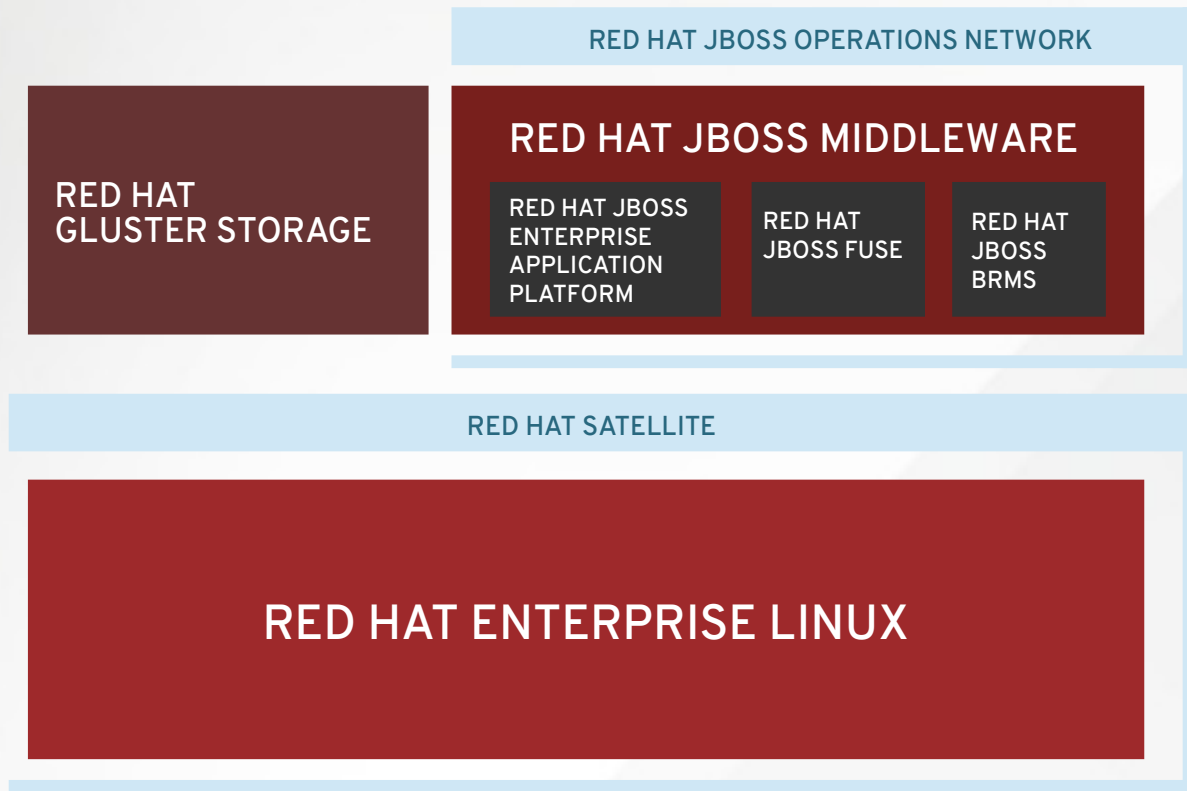 RED HAT JBOSS OPERATIONS NETWORK
RED HAT
GLUSTER STORAGE
RED HAT JBOSS MIDDLEWARE
RED HAT JBOSS
ENTERPRISE
APPLICATION
PLATFORM
RED HAT
JBOSS FUSE
RED HAT
JBOSS
BRMS
RED HAT SATELLITE
RED HAT ENTERPRISE LINUX